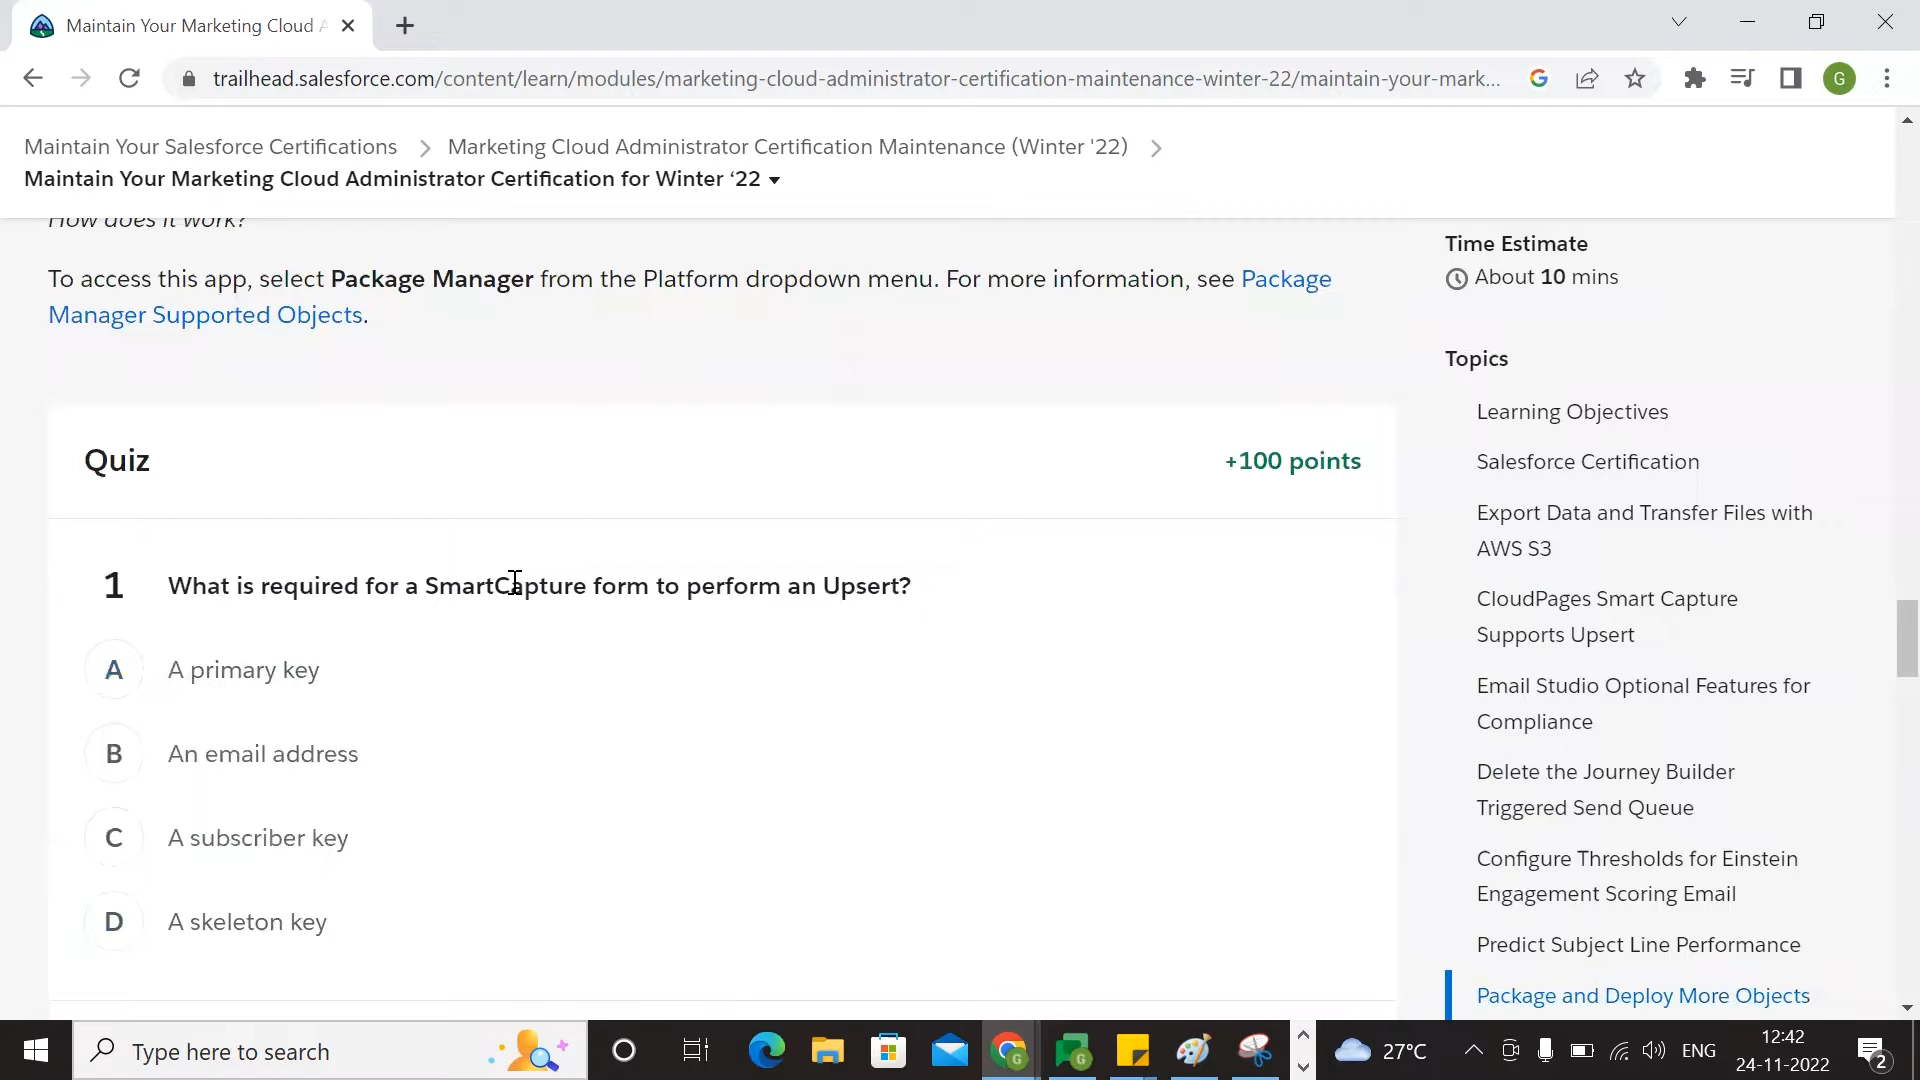 Maintain Your Marketing Cloud A
trailhead.salesforce.com/content/learn/modules/marketing-cloud-administrator-certification-maintenance-winter-22/maintain-your-mark...
G
Maintain Your Salesforce Certifications
Marketing Cloud Administrator Certification Maintenance (Winter '22)
Maintain Your Marketing Cloud Administrator Certification for Winter ‘22
How does it work?
To access this app, select Package Manager from the Platform dropdown menu. For more information, see Package
Manager Supported Objects.
Quiz
+100 points
1 What is required for a SmartCapture form to perform an Upsert?
A A primary key
B An email address
C A subscriber key
D A skeleton key
Time Estimate
About 10 mins
Topics
Learning Objectives
Salesforce Certification
Export Data and Transfer Files with
AWS S3
CloudPages Smart Capture
Supports Upsert
Email Studio Optional Features for
Compliance
Delete the Journey Builder
Triggered Send Queue
Configure Thresholds for Einstein
Engagement Scoring Email
Predict Subject Line Performance
Package and Deploy More Objects
Type here to search
G
G
27°C
ENG
12:42
24-11-2022
2